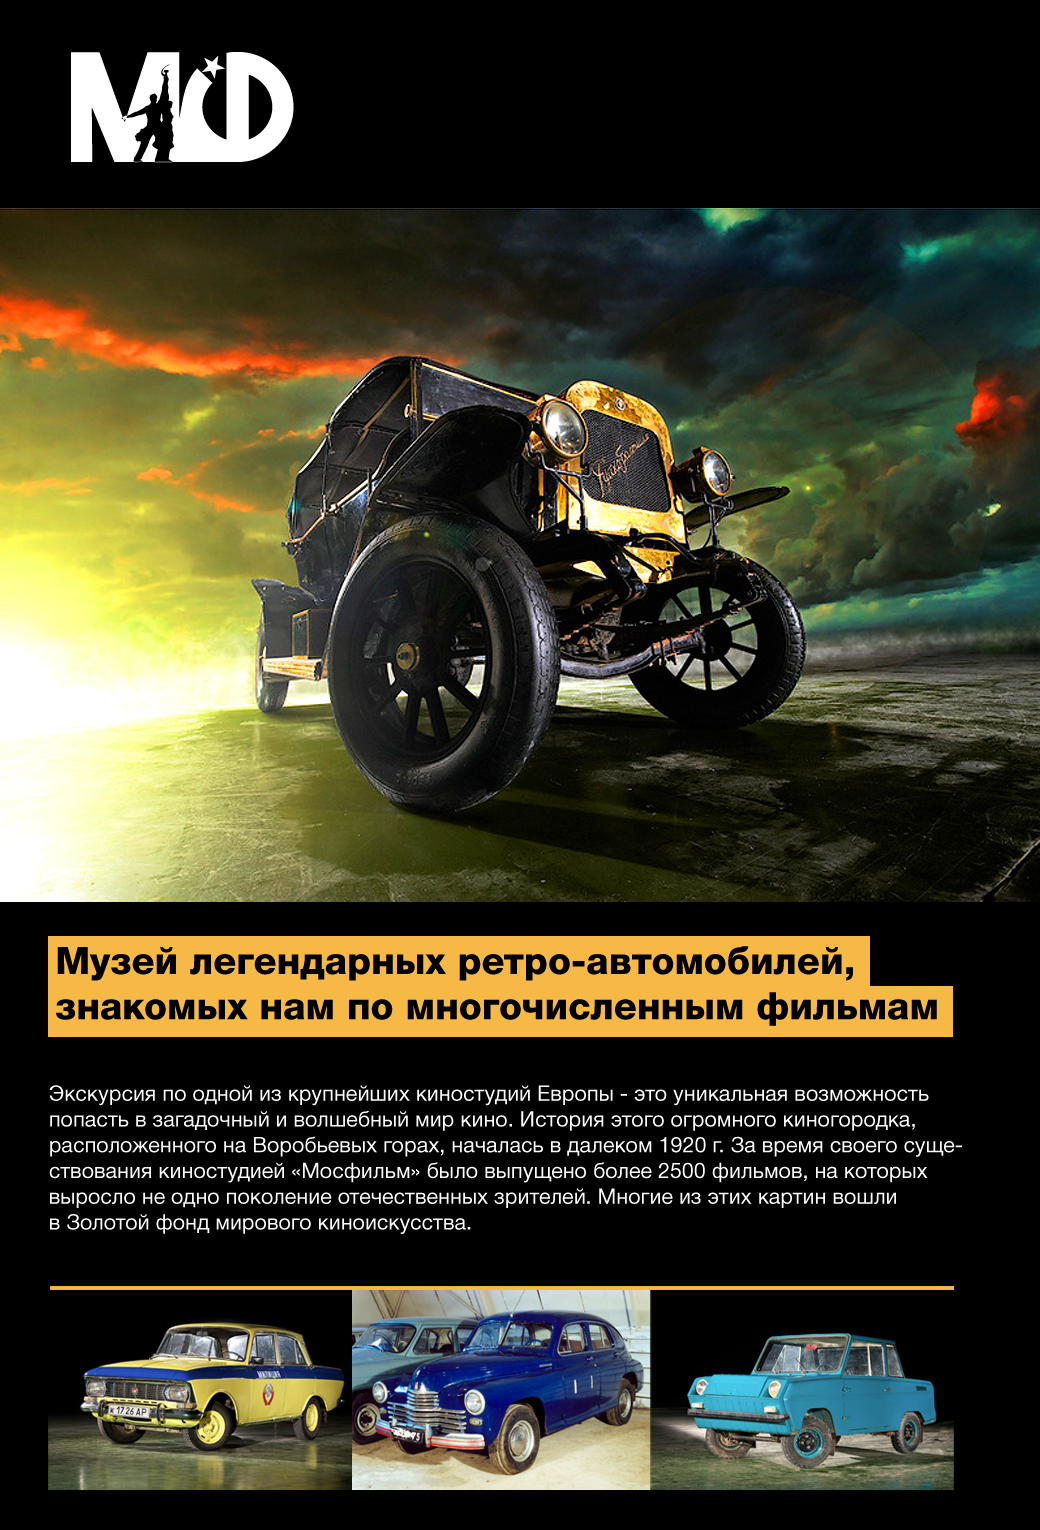 МФ
Музей легендарных ретро-автомобилей,
знакомых нам по многочисленным фильмам
Экскурсия по одной из крупнейших киностудий Европы - это уникальная возможность
попасть в загадочный и волшебный мир кино. История этого огромного киногородка,
расположенного на Воробьевых горах, началась в далеком 1920 г. За время своего суще-
ствования киностудией «Мосфильм» было выпущено более 2500 фильмов, на которых
выросло не одно поколение отечественных зрителей. Многие из этих картин вошли
в Золотой фонд мирового киноискусства.
МИЛИЦИЯ
К 17 26 АР